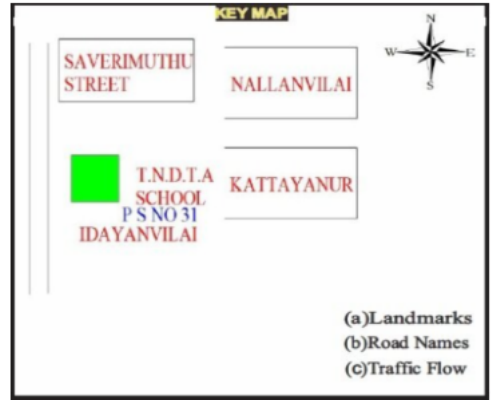 KEY MAP
N
W E
S
SAVERIMUTHU
STREET
NALLANVILAI
T.N.D.T.A
SCHOOL
P S NO 31
IDAYANVILAI
KATTAYANUR
(a)Landmarks
(b)Road Names
(c)Traffic Flow